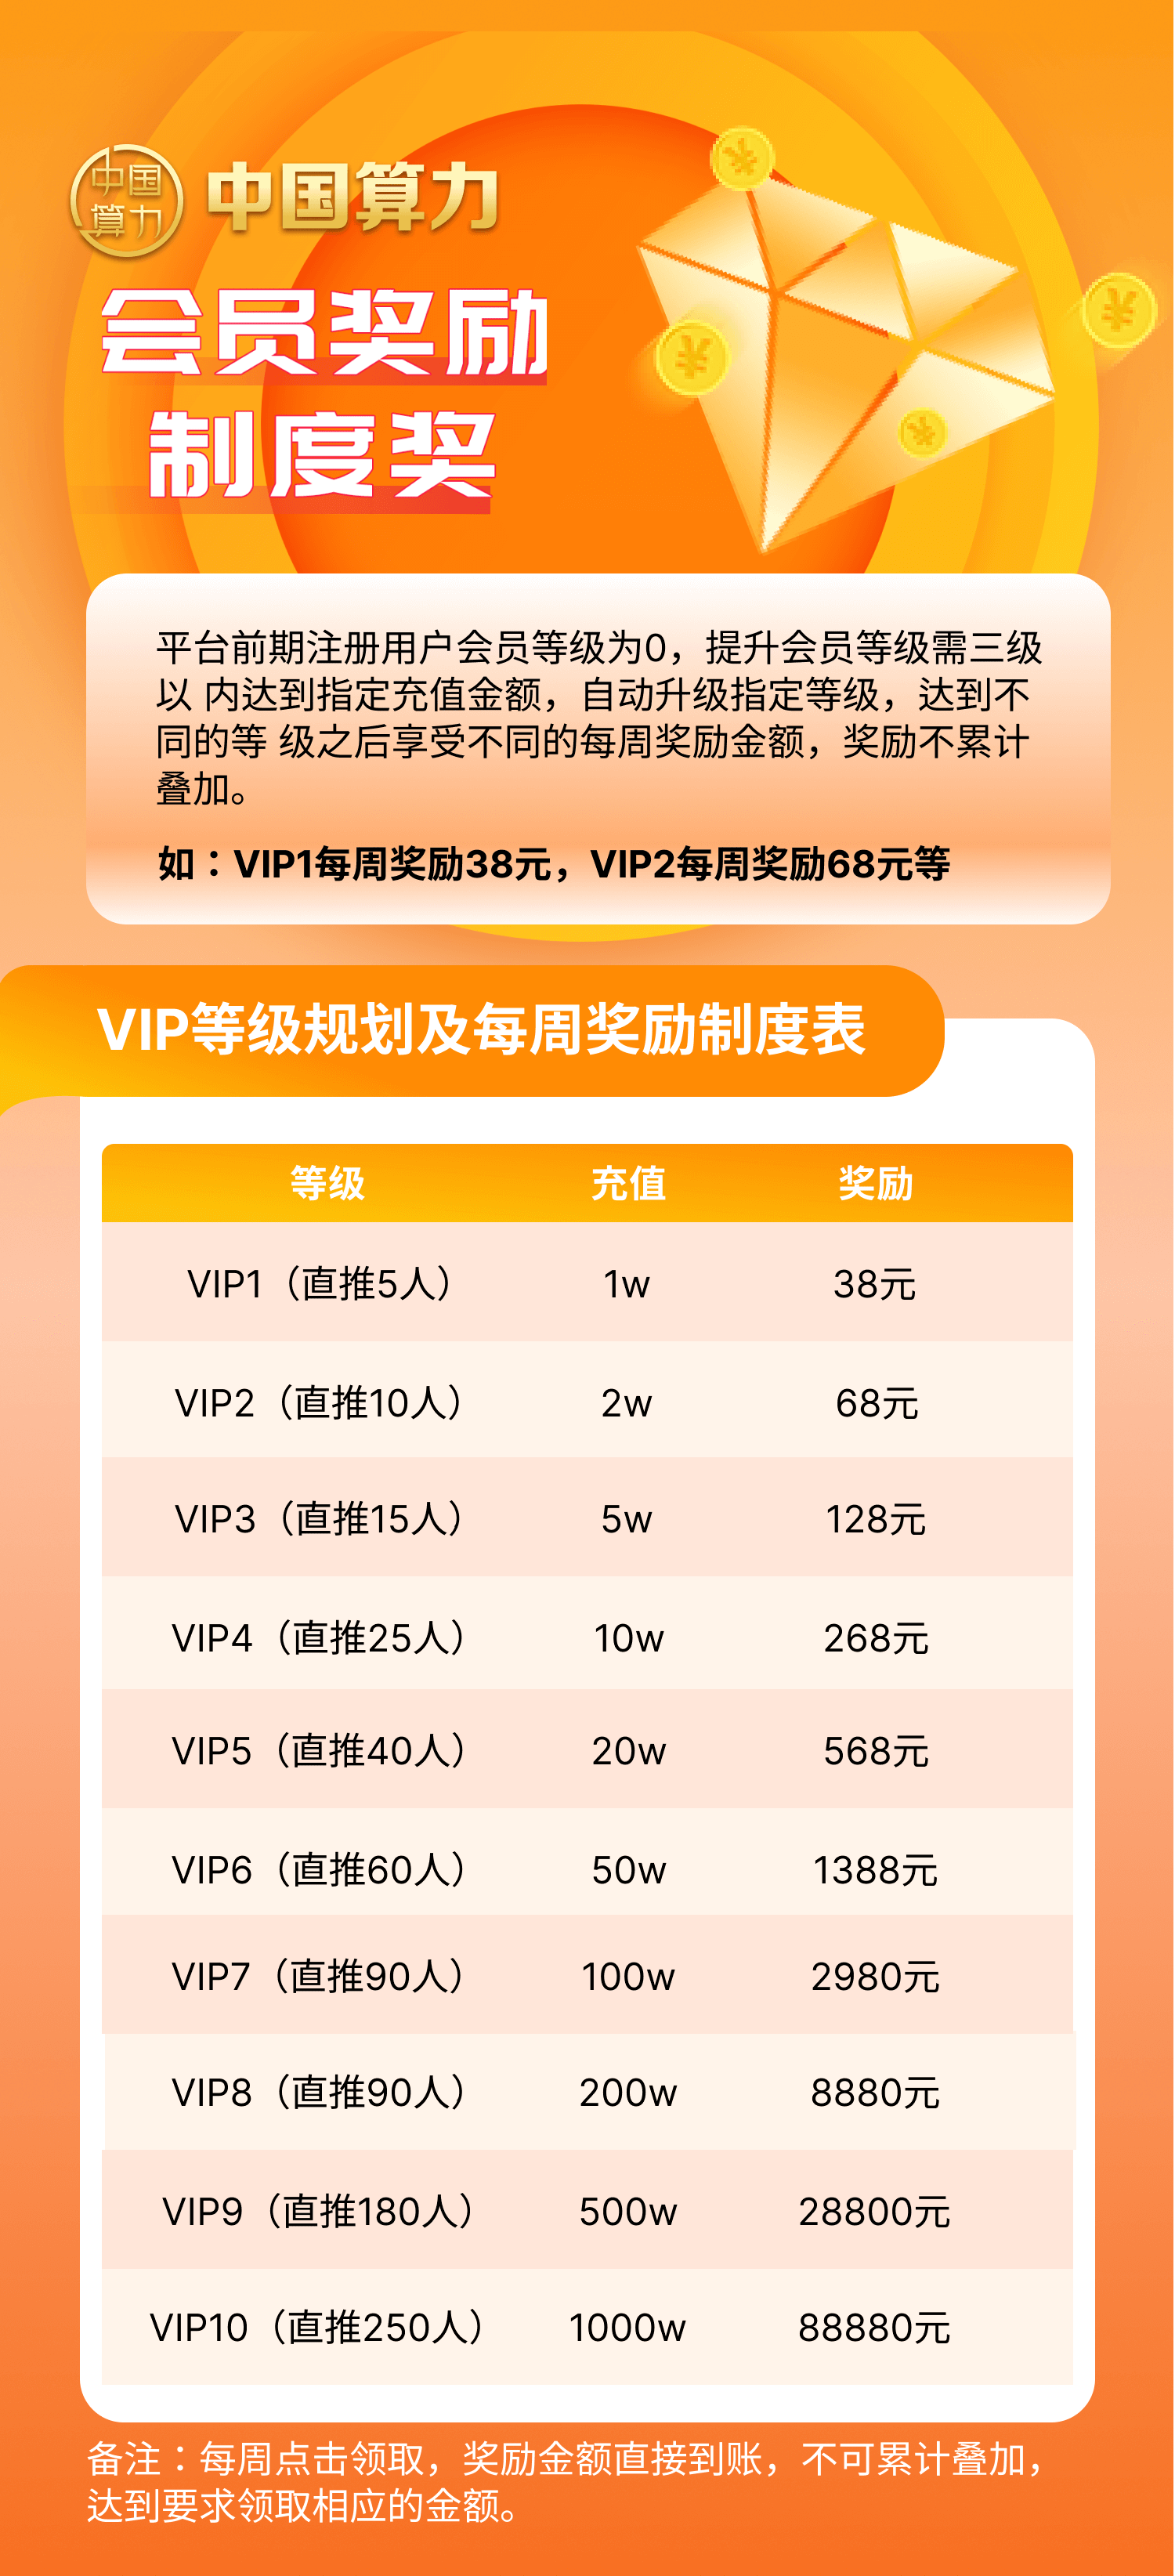 中国
算力
中国算力
会员奖励
制度奖
平台前期注册用户会员等级为0，提升会员等级需三级
以 内达到指定充值金额，自动升级指定等级，达到不
同的等 级之后享受不同的每周奖励金额，奖励不累计
叠加。
如：VIP1每周奖励38元，VIP2每周奖励68元等
VIP等级规划及每周奖励制度表
等级 充值 奖励
VIP1（直推5人） 1w 38元
VIP2（直推10人） 2w 68元
VIP3（直推15人） 5w 128元
VIP4（直推25人） 10w 268元
VIP5（直推40人） 20w 568元
VIP6（直推60人） 50w 1388元
VIP7（直推90人） 100w 2980元
VIP8（直推90人） 200w 8880元
VIP9（直推180人） 500w 28800元
VIP10（直推250人） 1000w 88880元
备注：每周点击领取，奖励金额直接到账，不可累计叠加，
达到要求领取相应的金额。